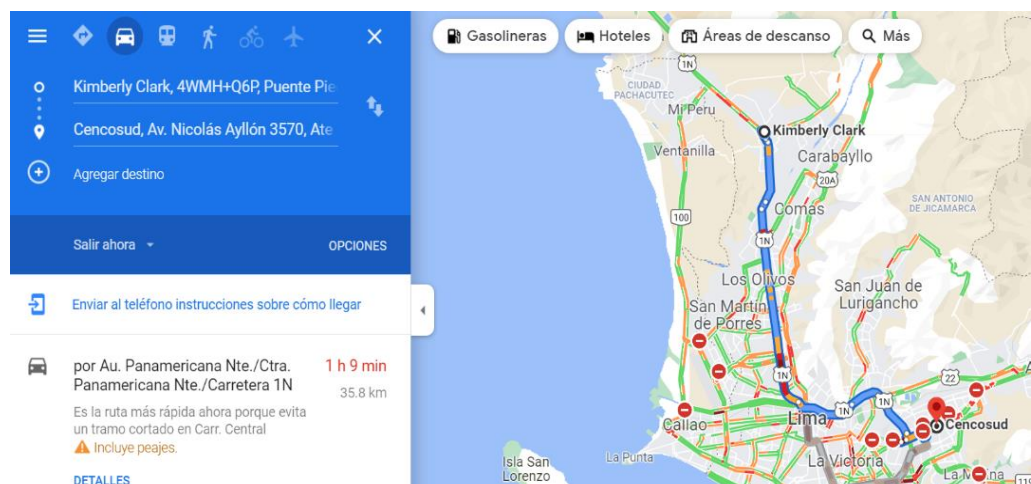 Kimberly Clark, 4WMH+Q6P, Puente Pie
Cencosud, Av. Nicolás Ayllón 3570, Ate
Agregar destino
Salir ahora
OPCIONES
Enviar al teléfono instrucciones sobre cómo llegar
por Au. Panamericana Nte./Ctra.
Panamericana Nte./Carretera 1N
1 h 9 min
35.8 km
Es la ruta más rápida ahora porque evita
un tramo cortado en Carr. Central
Incluye peajes.
DETALLES
Gasolineras
Hoteles
Áreas de descanso
Más
1N
CIUDAD
PACHACUTEC
Mi Peru
Kimberly Clark
Ventanilla
Carabayllo
20A
SAN ANTONIO
DE JICAMARCA
Comas
100
1N
Los Olivos
San Juan de
Lurigancho
San Martín
de Porres
1N
22
Lima
1N
1N
Callao
Cencosud
La Punta
La Victoria
Isla San
Lorenzo